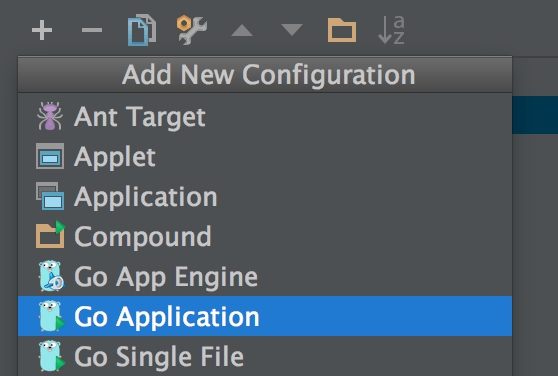 a
z
Add New Configuration
Ant Target
Applet
Application
Compound
Go App Engine
Go Application
Go Single File